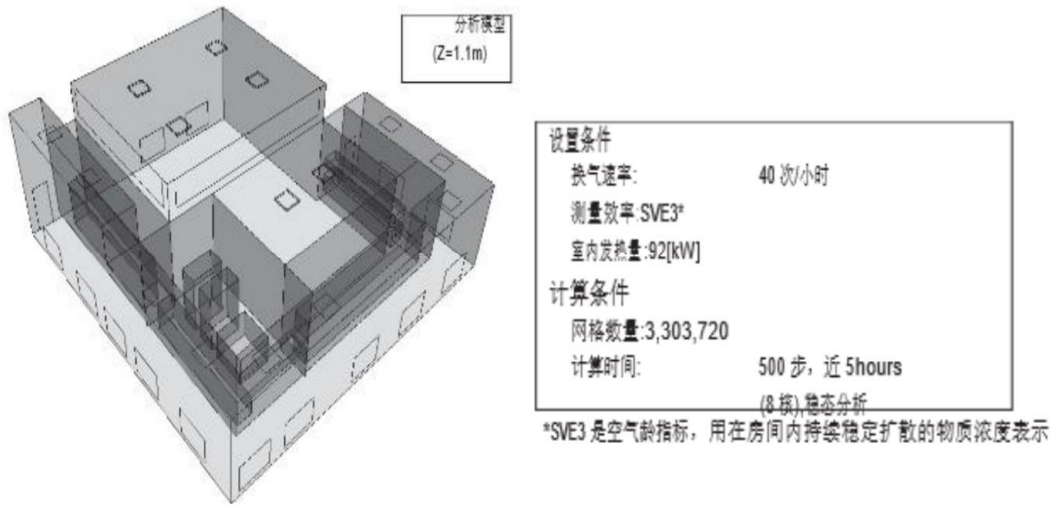 分析模型
(Z=1.1m)
设置条件
换气速率: 40 次/小时
测量效率:SVE3*
室内发热量:92[kW]
计算条件
网格数量:3,303,720
计算时间: 500 步，近 5hours
(8 核),稳态分析
*SVE3 是空气龄指标，用在房间内持续稳定扩散的物质浓度表示